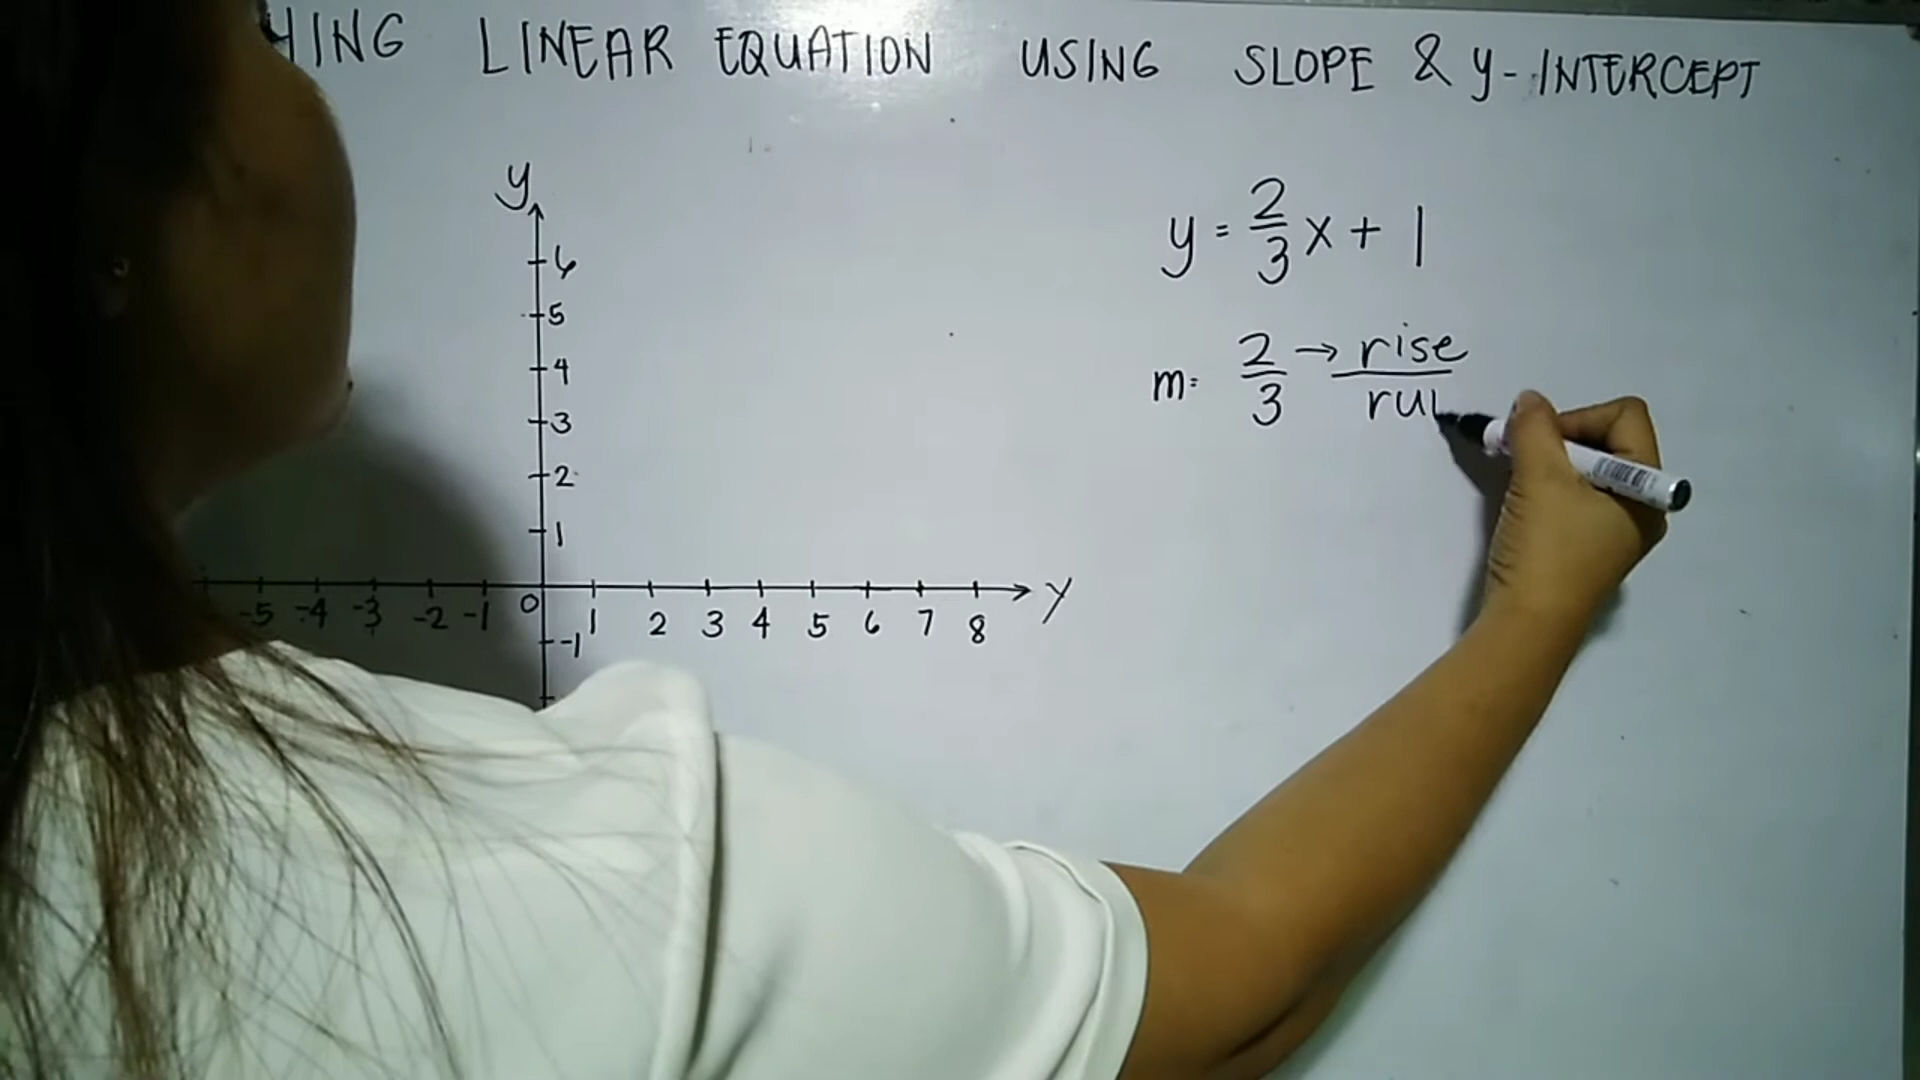 HING LINEAR EQUATION USING SLOPE & y-INTERCEPT
y
6
5
4
3
2
1
-5 -4 -3 -2 -1 0 1 2 3 4 5 6 7 8 y
-1
y = 2/3 x + 1
m = 2/3 → rise/ru